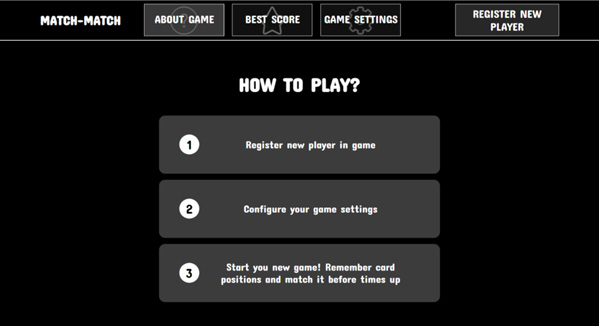 MATCH-MATCH
ABOUT GAME
BEST SCORE
GAME SETTINGS
REGISTER NEW
PLAYER
HOW TO PLAY?
1
Register new player in game
2
Configure your game settings
3
Start you new game! Remember card
positions and match it before times up